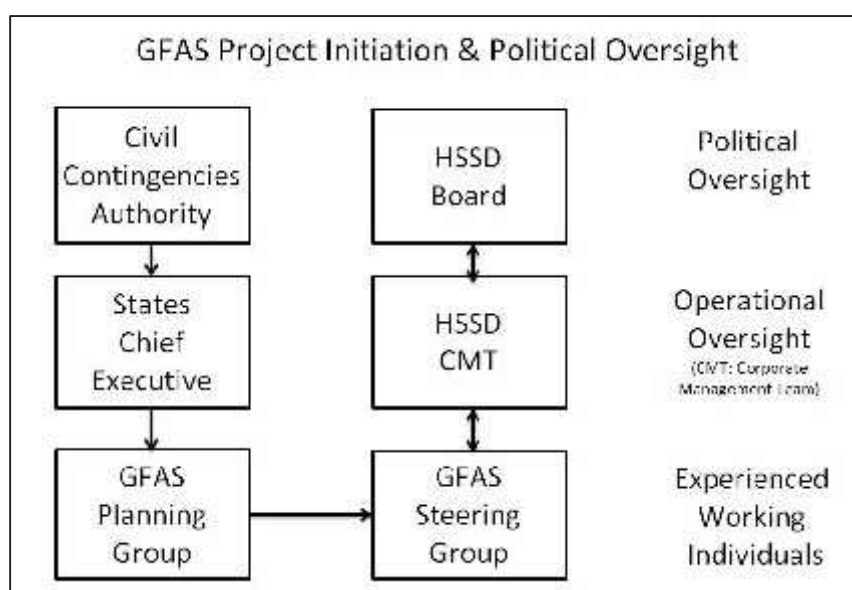 GFAS Project Initiation & Political Oversight
Civil
Contingencies
Authority
HSSD
Board
Political
Oversight
States
Chief
Executive
HSSD
CMT
Operational
Oversight
(CMT: Corporate
Management Team)
GFAS
Planning
Group
GFAS
Steering
Group
Experienced
Working
Individuals